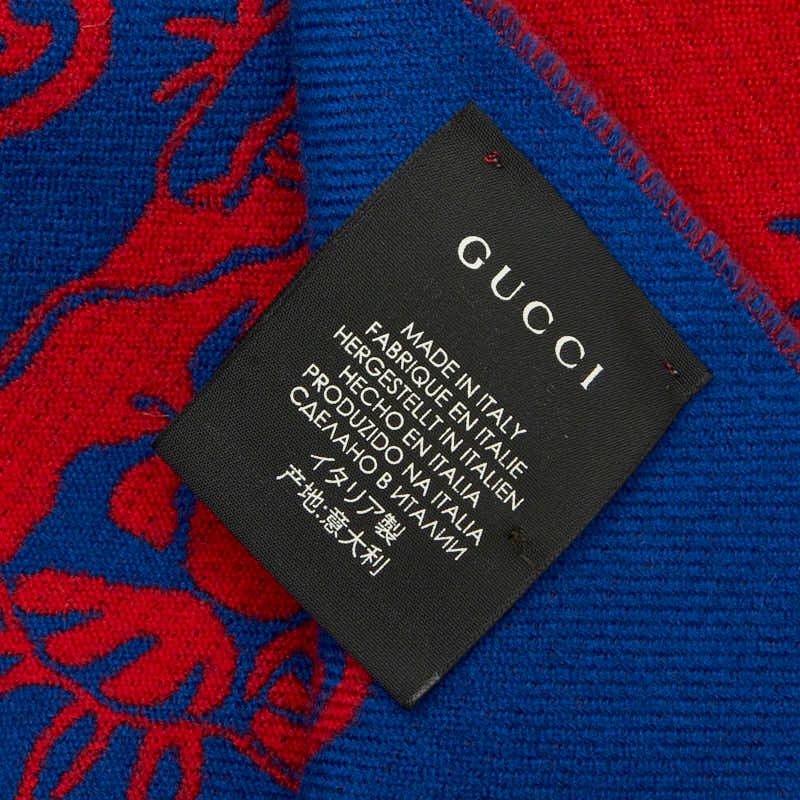 GUCCI
MADE IN ITALY
FABRIQUE EN ITALIE
HERGESTELLT IN ITALIEN
HECHO EN ITALIA
PRODUZIDO NA ITALIA
СДЕЛАНО В ИТАЛИИ
イタリア製
产地:意大利